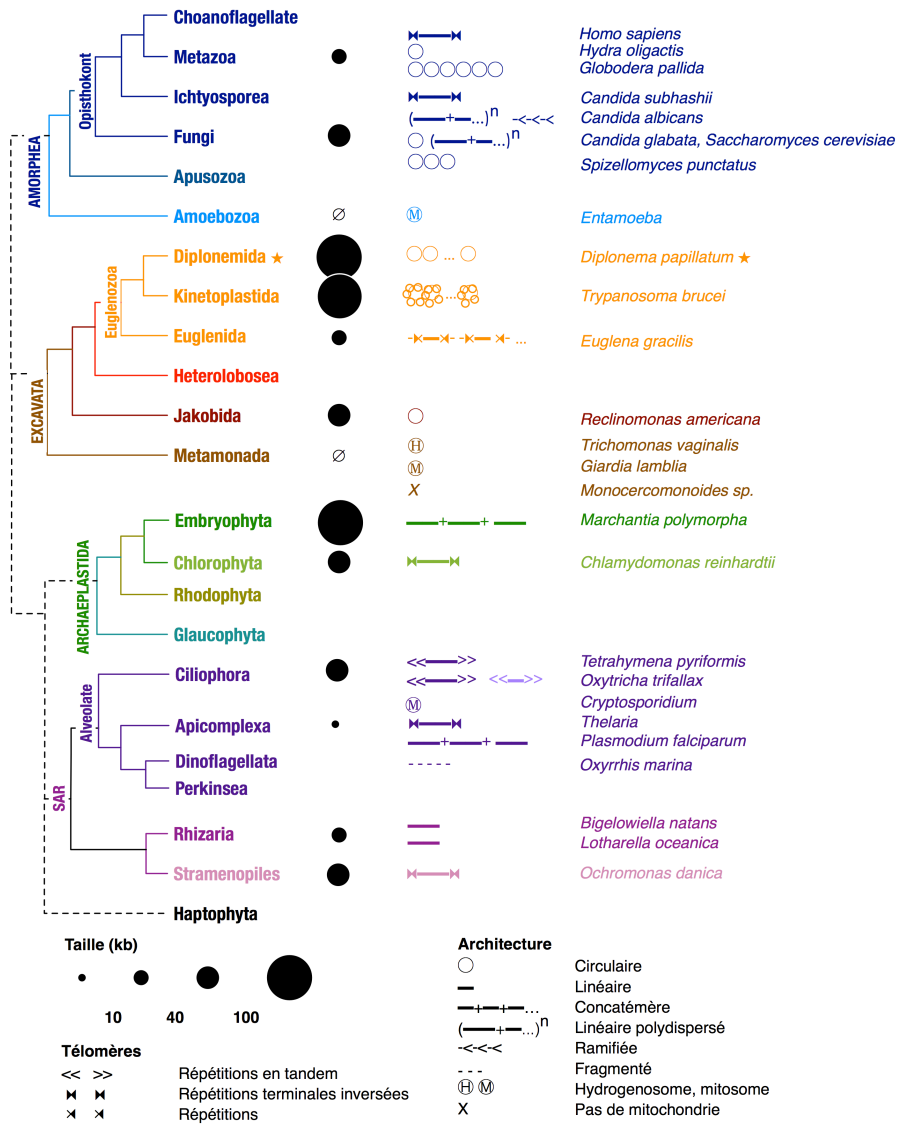 Choanoflagellate
Homo sapiens
Metazoa
Hydra oligactis
Globodera pallida
Opisthokont
Ichtyosporea
Candida subhashii
(—+—...)n -<-<-< Candida albicans
Fungi
(—+—...)n Candida glabata, Saccharomyces cerevisiae
Spizellomyces punctatus
AMORPHEA
Apusozoa
Amoebozoa
∅ M Entamoeba
Diplonemida ★
... Diplonema papillatum ★
Euglenozoa
Kinetoplastida
... Trypanosoma brucei
Euglenida
... Euglena gracilis
Heterolobosea
EXCAVATA
Jakobida
Reclinomonas americana
H Trichomonas vaginalis
Metamonada ∅
M Giardia lamblia
X Monocercomonoides sp.
Embryophyta
—+—+— Marchantia polymorpha
Chlorophyta
Chlamydomonas reinhardtii
ARCHAEPLASTIDA
Rhodophyta
Glaucophyta
<<—>> Tetrahymena pyriformis
Ciliophora
<<—>> <<—>> Oxytricha trifallax
M Cryptosporidium
Alveolate
Apicomplexa
Thelaria
—+—+— Plasmodium falciparum
Dinoflagellata
----- Oxyrrhis marina
Perkinsea
SAR
Bigelowiella natans
Rhizaria
Lotharella oceanica
Stramenopiles
Ochromonas danica
Haptophyta
Taille (kb)
10 40 100
Télomères
<< >> Répétitions en tandem
Répétitions terminales inversées
Répétitions
Architecture
Circulaire
Linéaire
—+—+—... Concatémère
(—+—...)n Linéaire polydispersé
-<-<-< Ramifiée
--- Fragmenté
H M Hydrogenosome, mitosome
X Pas de mitochondrie